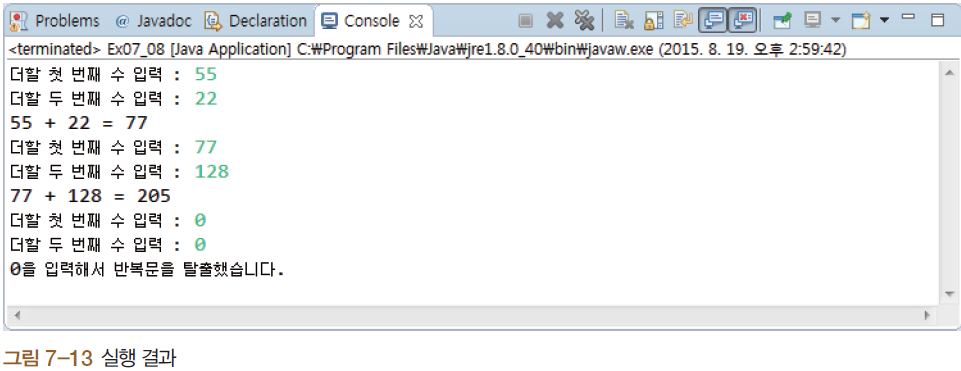 Problems @ Javadoc Declaration Console
<terminated> Ex07_08 [Java Application] C:₩Program Files₩Java₩jre1.8.0_40₩bin₩javaw.exe (2015. 8. 19. 오후 2:59:42)
더할 첫 번째 수 입력 : 55
더할 두 번째 수 입력 : 22
55 + 22 = 77
더할 첫 번째 수 입력 : 77
더할 두 번째 수 입력 : 128
77 + 128 = 205
더할 첫 번째 수 입력 : 0
더할 두 번째 수 입력 : 0
0을 입력해서 반복문을 탈출했습니다.
그림 7-13 실행 결과